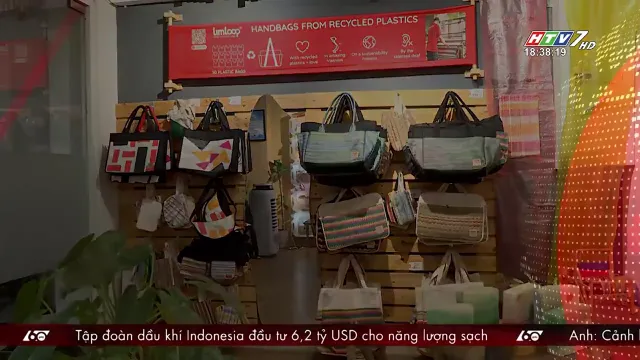 HTV7 HD
18:38:19
limloop
HANDBAGS FROM RECYCLED PLASTICS
Tập đoàn dầu khí Indonesia đầu tư 6,2 tỷ USD cho năng lượng sạch
Anh: Cảnh